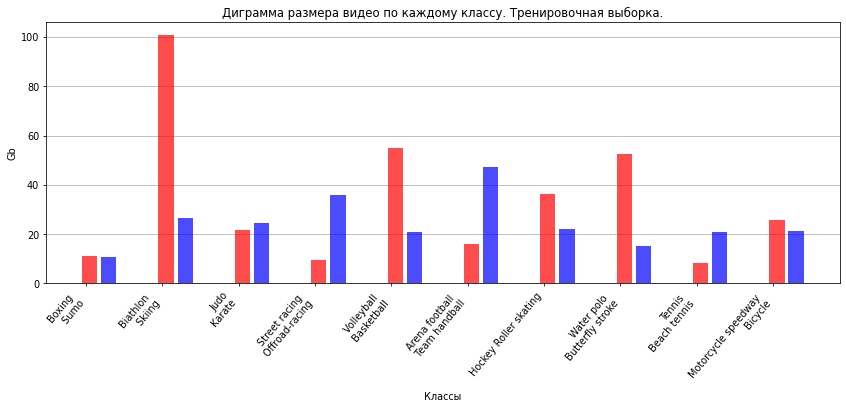 Диграмма размера видео по каждому классу. Тренировочная выборка.
Gb
100
80
60
40
20
0
Boxing
Sumo
Biathlon
Skiing
Judo
Karate
Street racing
Offroad-racing
Volleyball
Basketball
Arena football
Team handball
Hockey Roller skating
Water polo
Butterfly stroke
Tennis
Beach tennis
Motorcycle speedway
Bicycle
Классы